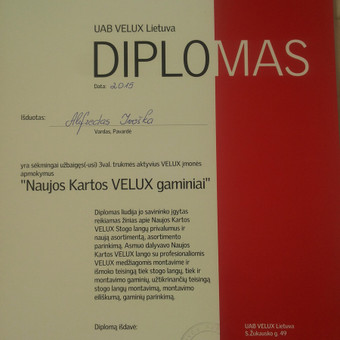 UAB VELUX Lietuva
DIPLOMAS
Data 2015
Išduotas: Alfredas
Vardas, Pavardė
yra sėkmingai užbaigęs(-usi) 3val. trukmės aktyvius VELUX įmonės
apmokymus
"Naujos Kartos VELUX gaminiai"
Diplomas liudija jo savininko įgytas
reikiamas žinias apie Naujos Kartos
VELUX Stogo langų privalumus ir
naują asortimentą, asortimento
parinkimą. Asmuo dalyvavo Naujos
Kartos VELUX lango su profesionaliomis
VELUX medžiagomis montavime ir
išmoko teisingą tiek stogo langų, tiek ir
montavimo gaminių, užtikrinančių teisingą
stogo langų montavimą, montavimo
eiliškumą, gaminių parinkimą.
Diplomą išdavė:
UAB VELUX Lietuva
S.Žukausko g. 49